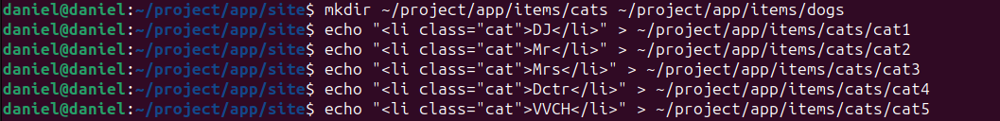 daniel@daniel:~/project/app/site$ mkdir ~/project/app/items/cats ~/project/app/items/dogs
daniel@daniel:~/project/app/site$ echo "<li class="cat">DJ</li>" > ~/project/app/items/cats/cat1
daniel@daniel:~/project/app/site$ echo "<li class="cat">Mr</li>" > ~/project/app/items/cats/cat2
daniel@daniel:~/project/app/site$ echo "<li class="cat">Mrs</li>" > ~/project/app/items/cats/cat3
daniel@daniel:~/project/app/site$ echo "<li class="cat">Dctr</li>" > ~/project/app/items/cats/cat4
daniel@daniel:~/project/app/site$ echo "<li class="cat">VVCH</li>" > ~/project/app/items/cats/cat5